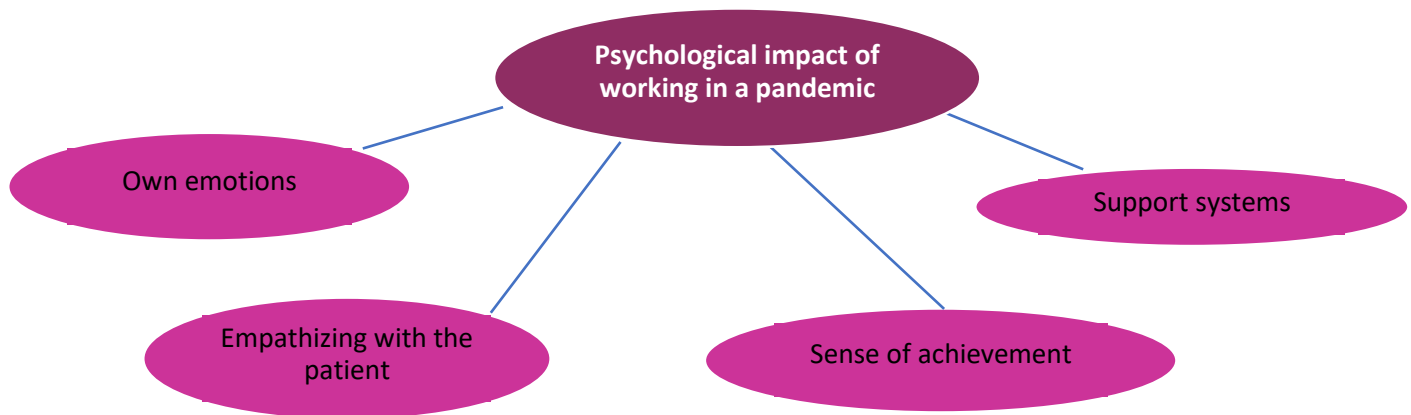 Psychological impact of
working in a pandemic
Own emotions
Support systems
Empathizing with the
patient
Sense of achievement